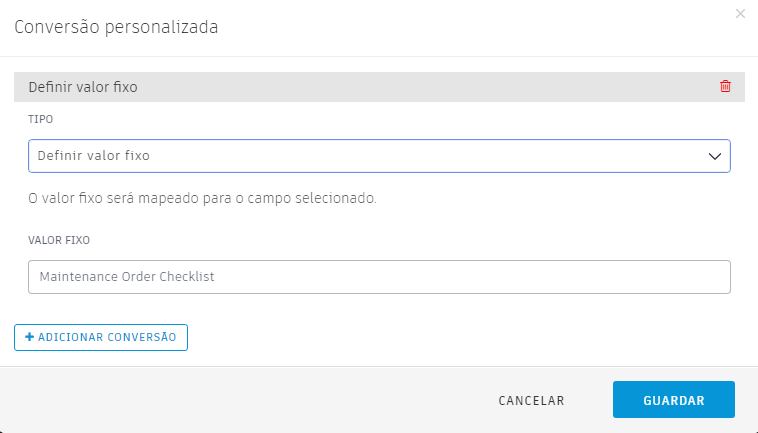 Conversão personalizada
Definir valor fixo
TIPO
Definir valor fixo
O valor fixo será mapeado para o campo selecionado.
VALOR FIXO
Maintenance Order Checklist
+ ADICIONAR CONVERSÃO
CANCELAR
GUARDAR